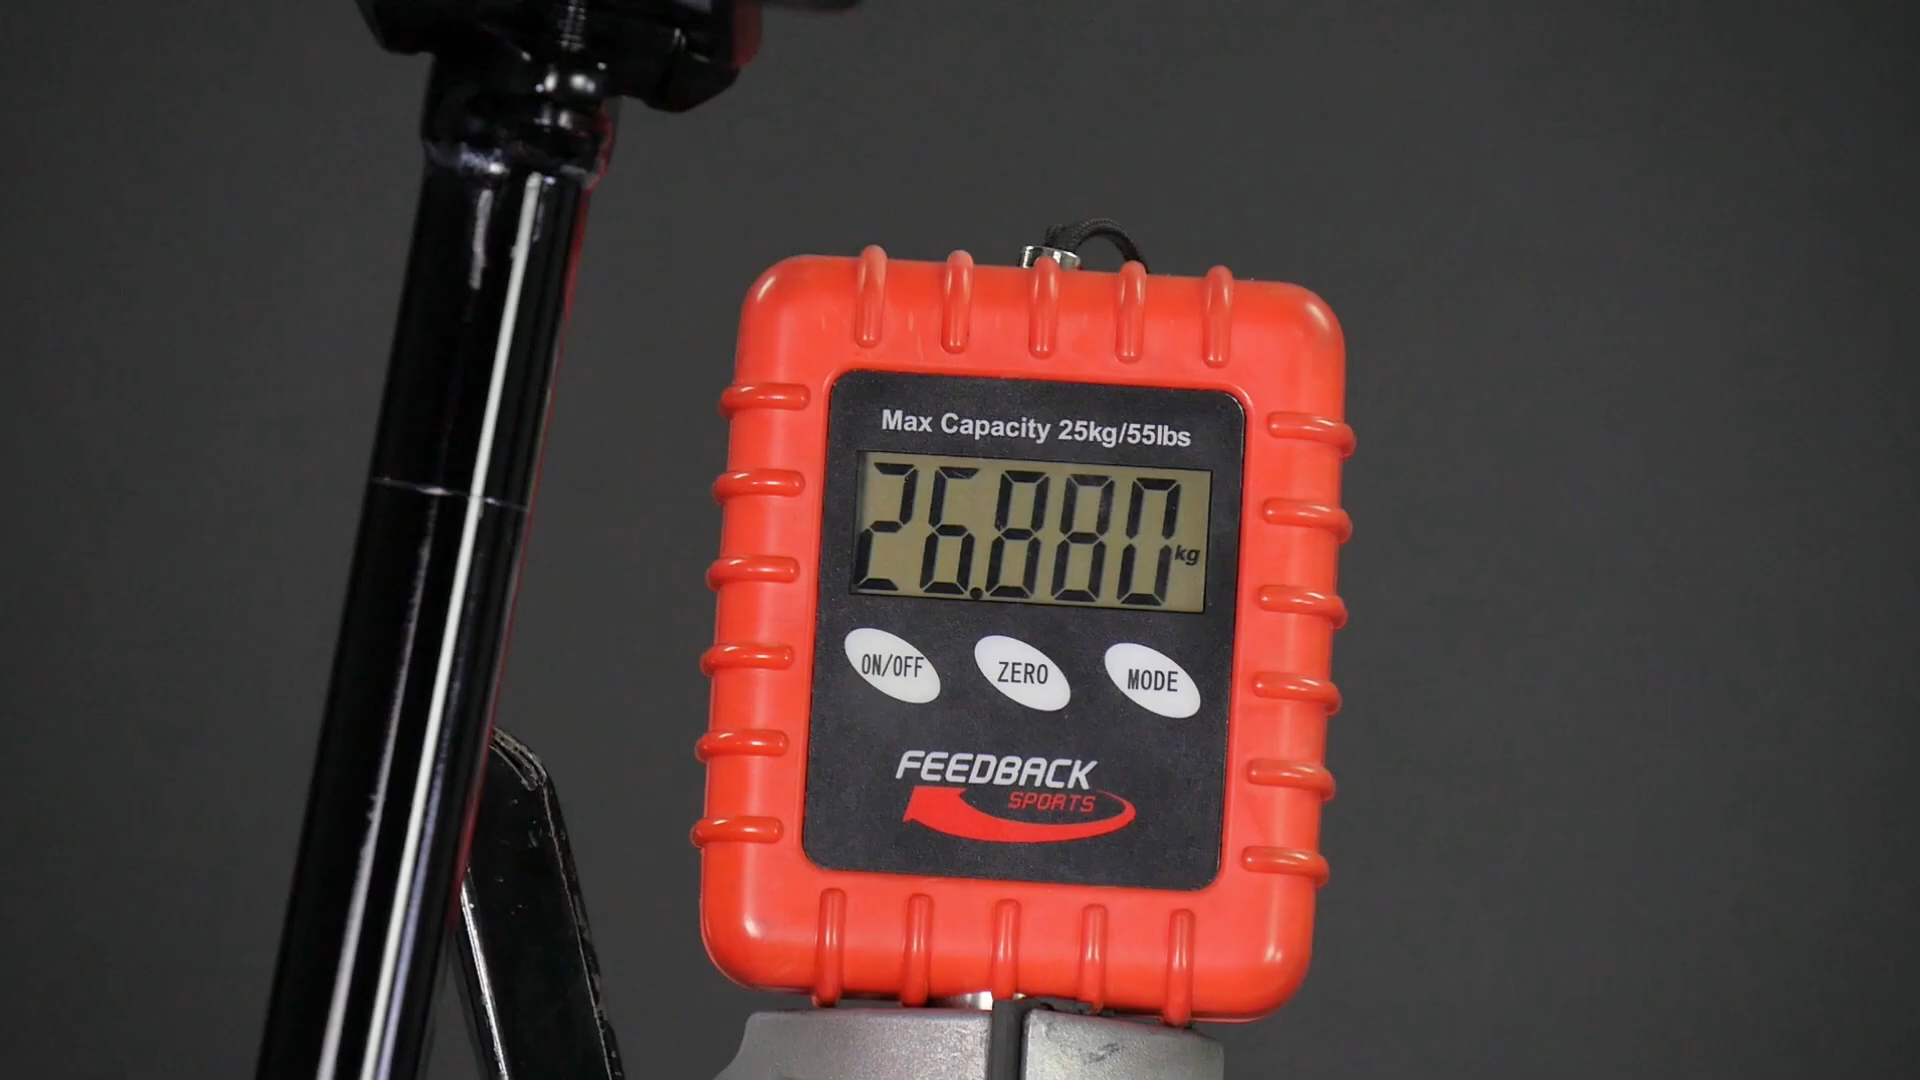 Max Capacity 25kg/55lbs
26.880 kg
ON/OFF ZERO MODE
FEEDBACK
SPORTS